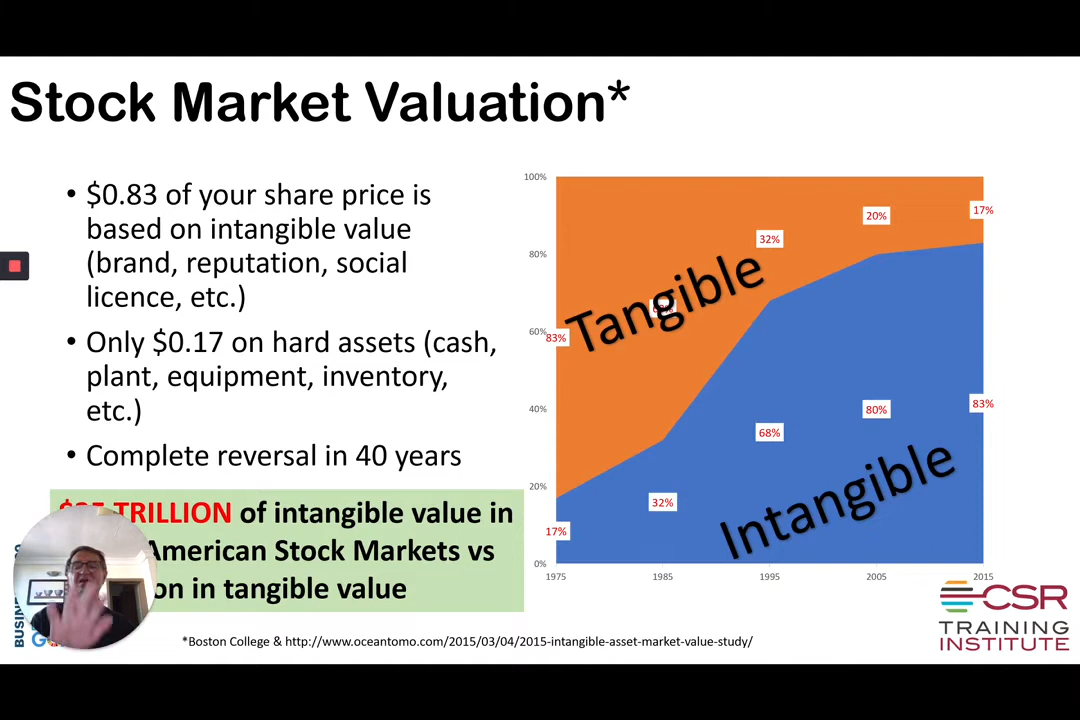 Stock Market Valuation*
• $0.83 of your share price is
based on intangible value
(brand, reputation, social
licence, etc.)
• Only $0.17 on hard assets (cash,
plant, equipment, inventory,
etc.)
• Complete reversal in 40 years
TRILLION of intangible value in
American Stock Markets vs
in tangible value
100%
80%
60%
40%
20%
0%
1975
1985
1995
2005
2015
83%
32%
20%
17%
Tangible
17%
32%
68%
80%
83%
Intangible
*Boston College & http://www.oceantomo.com/2015/03/04/2015-intangible-asset-market-value-study/
CSR
TRAINING
INSTITUTE